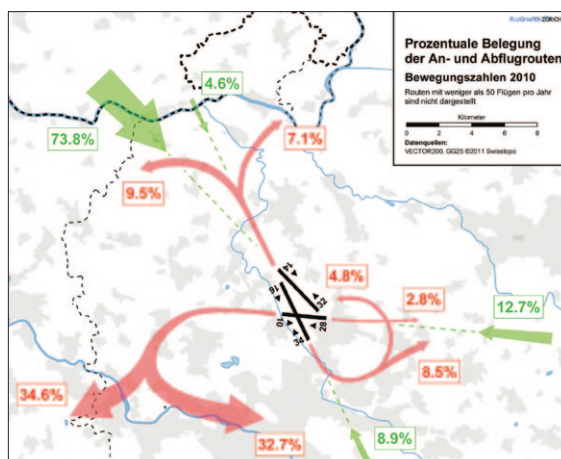 FLUGHAFEN ZÜRICH
Prozentuale Belegung
der An- und Abflugrouten
Bewegungszahlen 2010
Routen mit weniger als 50 Flügen pro Jahr
sind nicht dargestellt
Kilometer
0 2 4 6 8
Datenquellen:
VECTOR200, GG25 ©2011 Swisstopo
4.6%
73.8%
7.1%
9.5%
14
16
4.8%
32
2.8%
12.7%
10
28
34
8.5%
34.6%
32.7%
8.9%